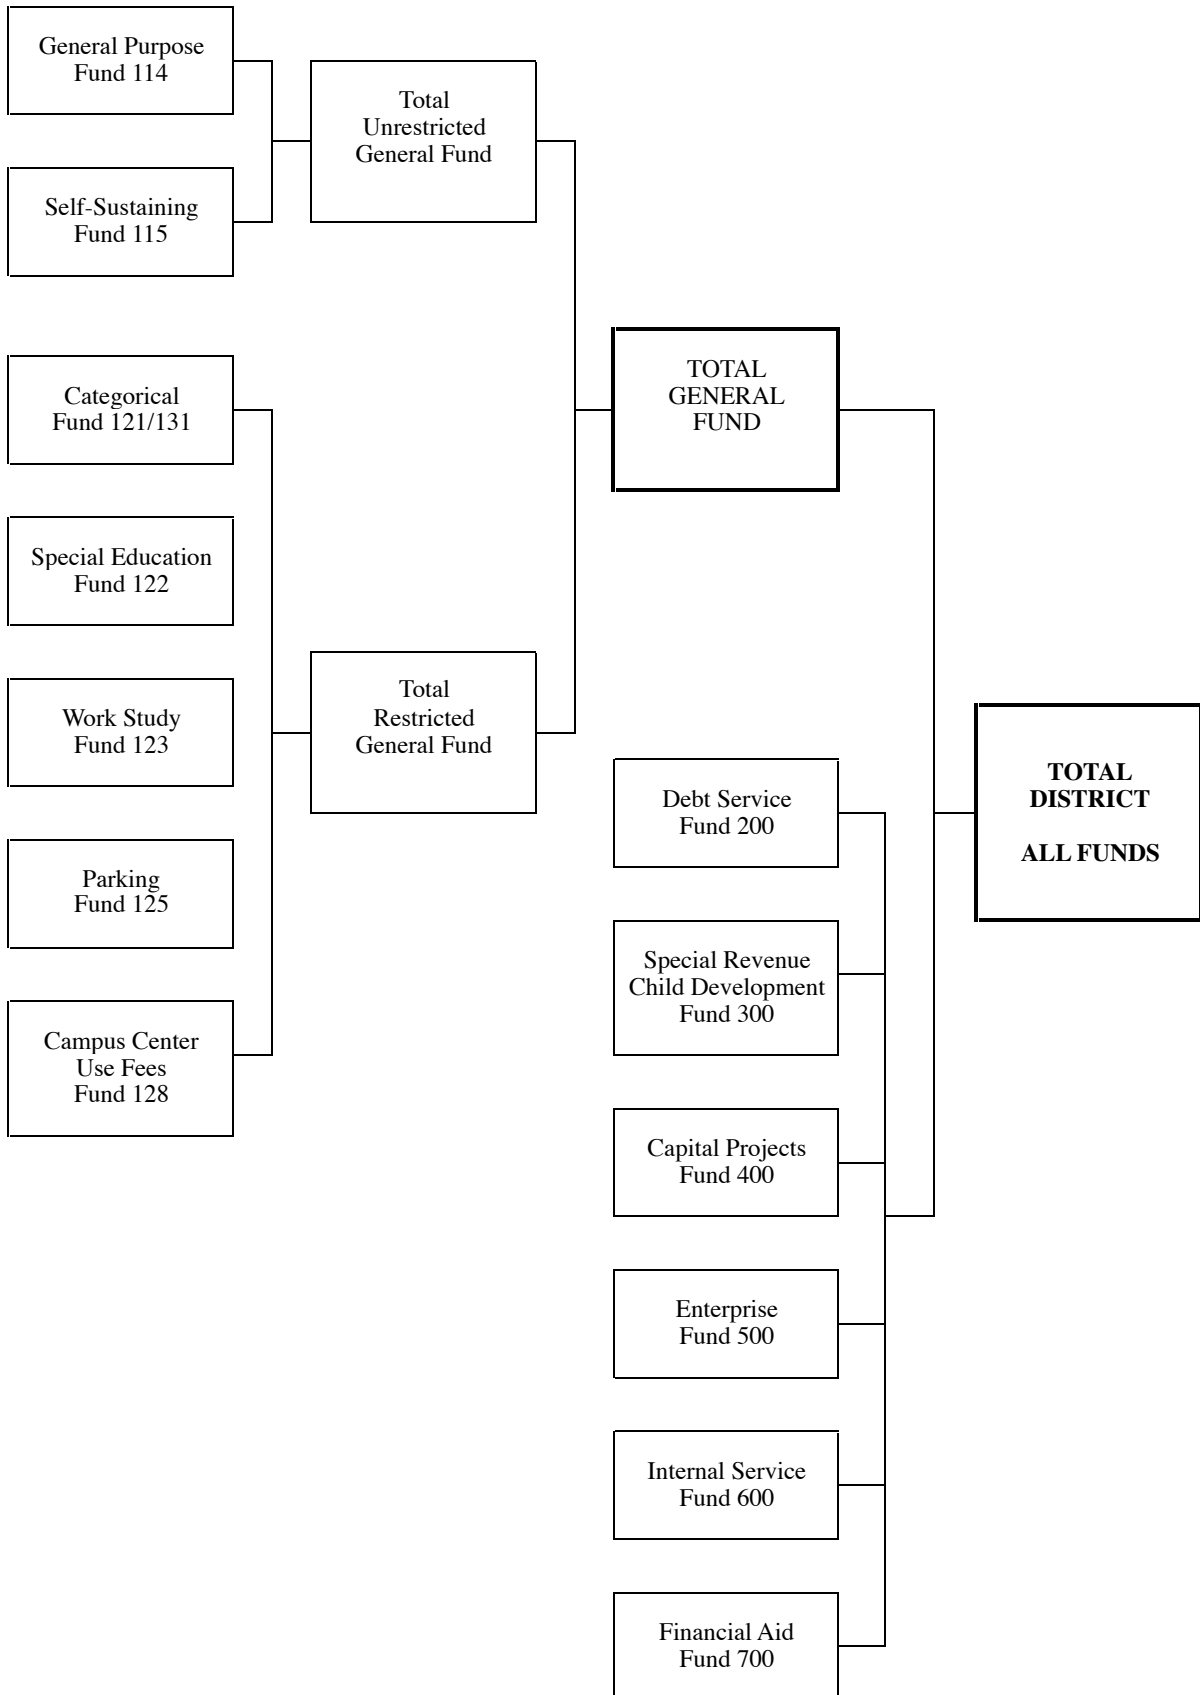 General Purpose
Fund 114
Self-Sustaining
Fund 115
Categorical
Fund 121/131
Special Education
Fund 122
Work Study
Fund 123
Parking
Fund 125
Campus Center
Use Fees
Fund 128
Total
Unrestricted
General Fund
Total
Restricted
General Fund
TOTAL
GENERAL
FUND
Debt Service
Fund 200
Special Revenue
Child Development
Fund 300
Capital Projects
Fund 400
Enterprise
Fund 500
Internal Service
Fund 600
Financial Aid
Fund 700
TOTAL
DISTRICT
ALL FUNDS